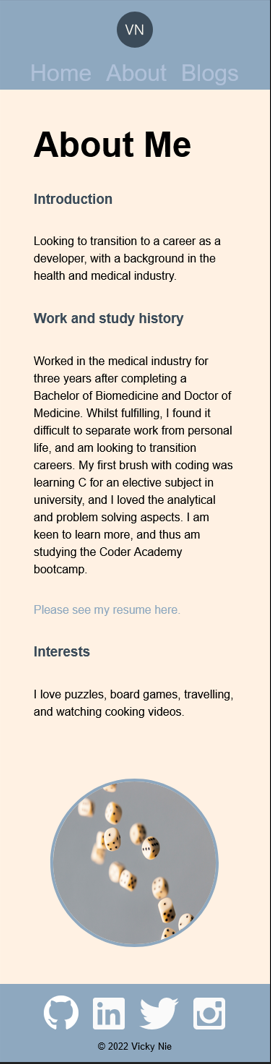 VN
Home About Blogs
About Me
Introduction
Looking to transition to a career as a
developer, with a background in the
health and medical industry.
Work and study history
Worked in the medical industry for
three years after completing a
Bachelor of Biomedicine and Doctor of
Medicine. Whilst fulfilling, I found it
difficult to separate work from personal
life, and am looking to transition
careers. My first brush with coding was
learning C for an elective subject in
university, and I loved the analytical
and problem solving aspects. I am
keen to learn more, and thus am
studying the Coder Academy
bootcamp.
Please see my resume here.
Interests
I love puzzles, board games, travelling,
and watching cooking videos.
in
© 2022 Vicky Nie